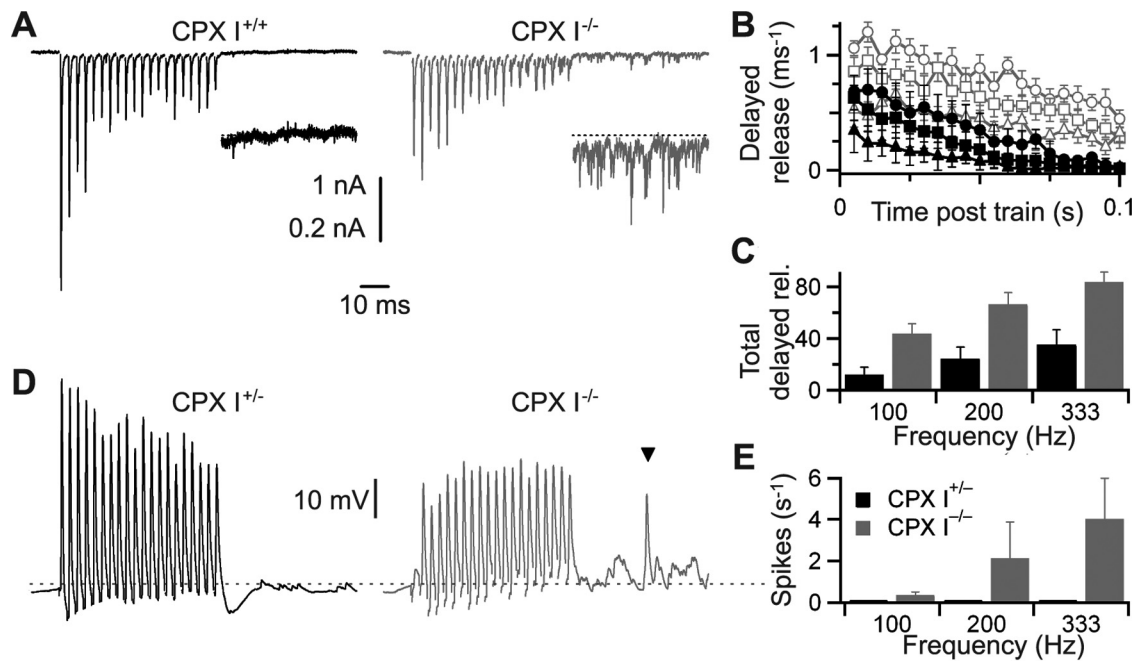 A
CPX I+/+
CPX I-/-
1 nA
0.2 nA
10 ms
B
Delayed
release (ms-1)
1
0
0
0.1
Time post train (s)
C
Total
delayed rel.
80
40
0
100
200
333
Frequency (Hz)
D
CPX I+/-
CPX I-/-
10 mV
E
Spikes (s-1)
6
4
2
0
CPX I+/–
CPX I–/–
100
200
333
Frequency (Hz)